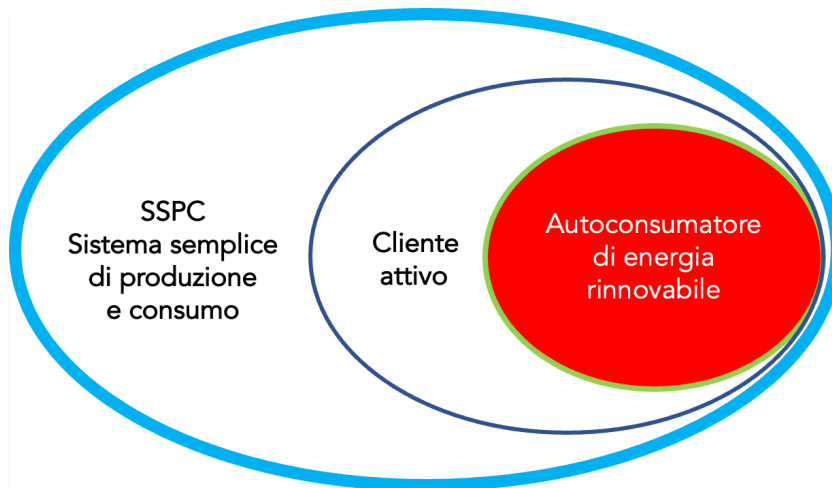 SSPC
Sistema semplice
di produzione
e consumo
Cliente
attivo
Autoconsumatore
di energia
rinnovabile